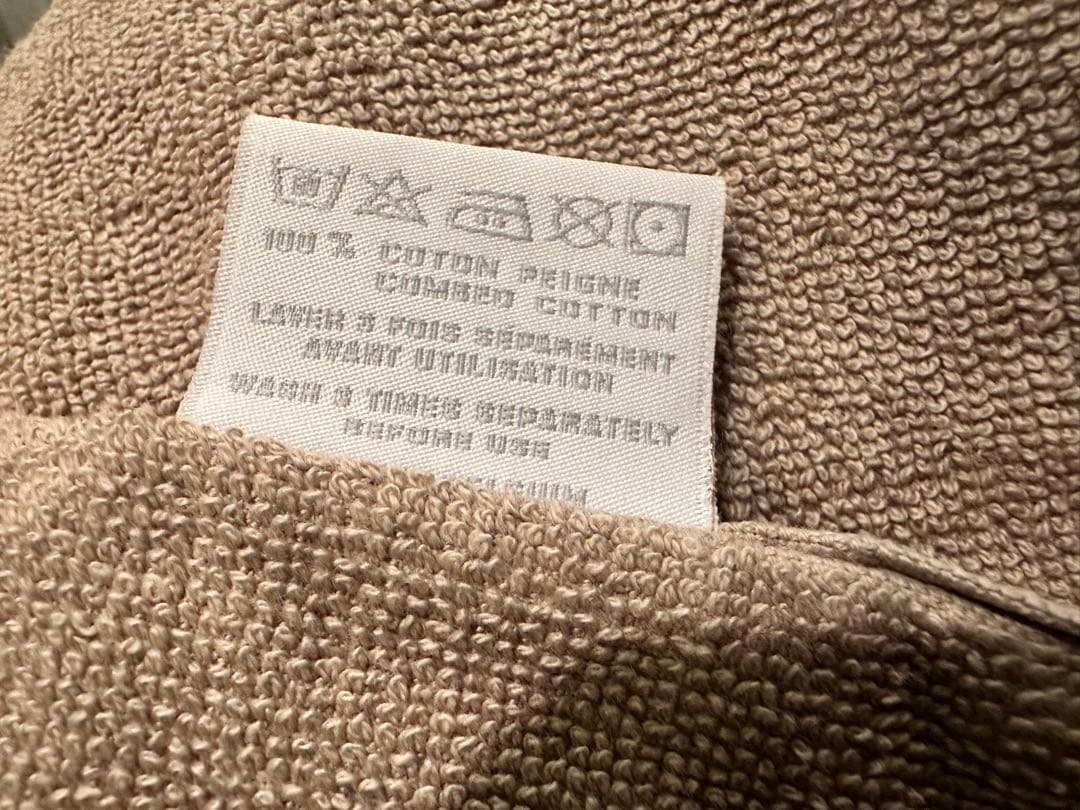 100 % COTON PEIGNE
COMBED COTTON
LAVER 3 FOIS SEPAREMENT
AVANT UTILISATION
WASH 3 TIMES SEPARATELY
BEFORE USE